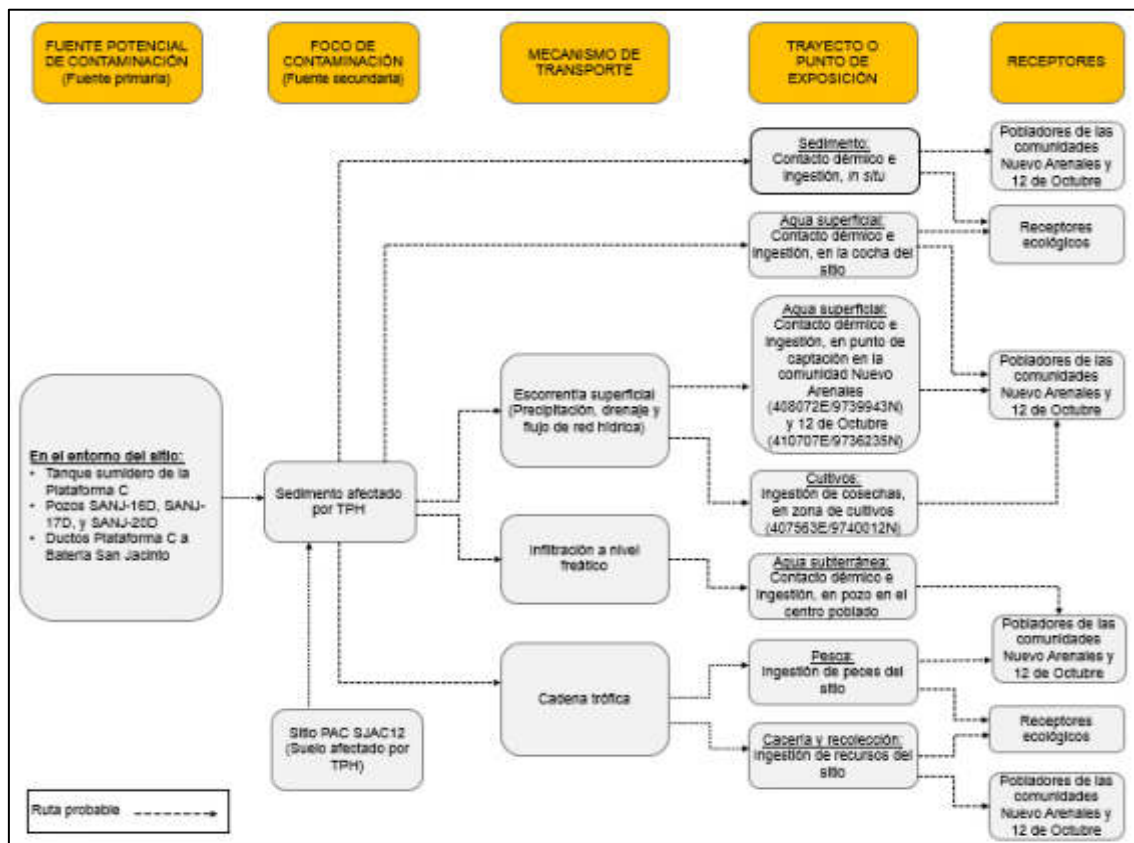 FUENTE POTENCIAL
DE CONTAMINACIÓN
(Fuente primaria)
FOCO DE
CONTAMINACIÓN
(Fuente secundaria)
MECANISMO DE
TRANSPORTE
TRAYECTO O
PUNTO DE
EXPOSICIÓN
RECEPTORES
En el entorno del sitio:
• Tanque sumidero de la
Plataforma C
• Pozos SANJ-16D, SANJ-
17D, y SANJ-20D
• Ductos Plataforma C a
Batería San Jacinto
Sedimento afectado
por TPH
Sitio PAC SJAC12
(Suelo afectado por
TPH)
Escorrentía superficial
(Precipitación, drenaje y
flujo de red hídrica)
Infiltración a nivel
freático
Cadena trófica
Sedimento:
Contacto dérmico e
ingestión, in situ
Agua superficial:
Contacto dérmico e
ingestión, en la cocha del
sitio
Agua superficial:
Contacto dérmico e
ingestión, en punto de
captación en la
comunidad Nuevo
Arenales
(408072E/9739943N)
y 12 de Octubre
(410707E/9736235N)
Cultivos:
Ingestión de cosechas,
en zona de cultivos
(407563E/9740012N)
Agua subterránea:
Contacto dérmico e
ingestión, en pozo en el
centro poblado
Pesca:
Ingestión de peces del
sitio
Cacería y recolección:
Ingestión de recursos del
sitio
Pobladores de las
comunidades
Nuevo Arenales y
12 de Octubre
Receptores
ecológicos
Pobladores de las
comunidades
Nuevo Arenales y
12 de Octubre
Pobladores de las
comunidades
Nuevo Arenales y
12 de Octubre
Receptores
ecológicos
Pobladores de las
comunidades
Nuevo Arenales y
12 de Octubre
Ruta probable